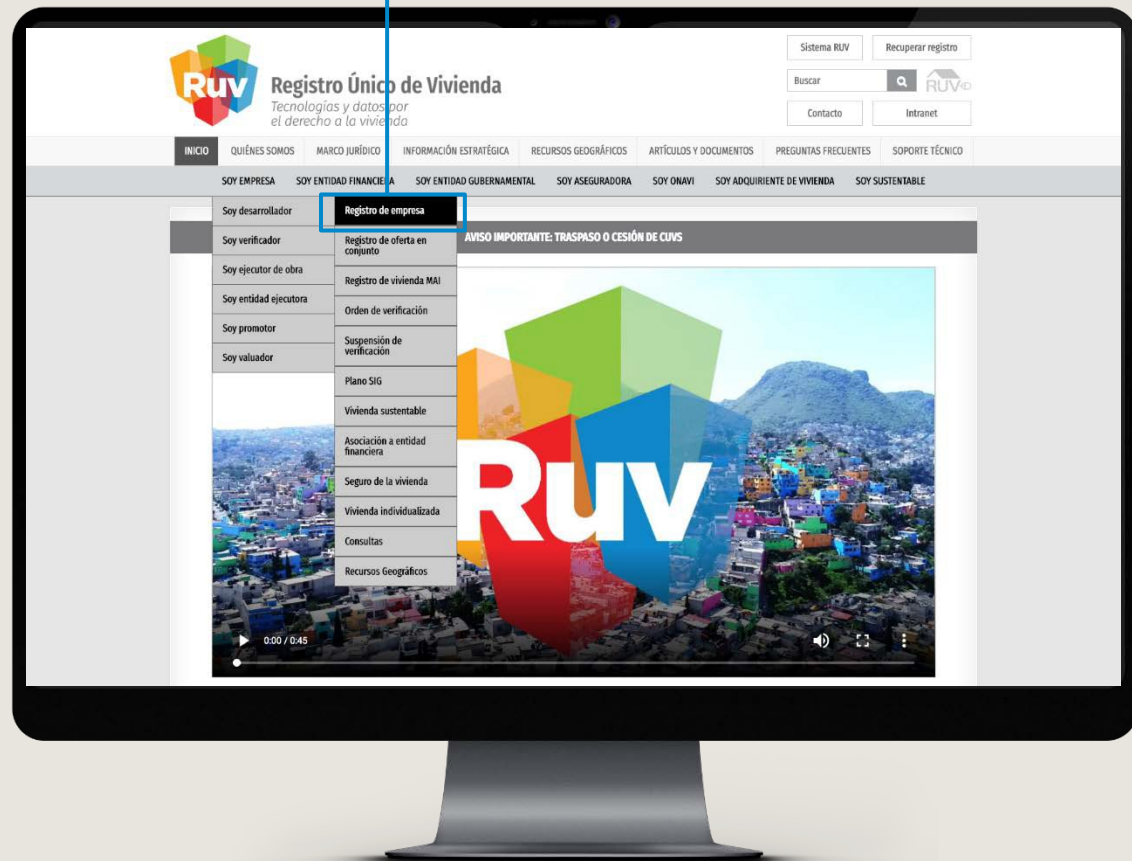 Ruv
Registro Único de Vivienda
Tecnologías y datos por
el derecho a la vivienda
Sistema RUV
Recuperar registro
Buscar
RUV
Contacto
Intranet
INICIO
QUIÉNES SOMOS
MARCO JURÍDICO
INFORMACIÓN ESTRATÉGICA
RECURSOS GEOGRÁFICOS
ARTÍCULOS Y DOCUMENTOS
PREGUNTAS FRECUENTES
SOPORTE TÉCNICO
SOY EMPRESA
SOY ENTIDAD FINANCIERA
SOY ENTIDAD GUBERNAMENTAL
SOY ASEGURADORA
SOY ONAVI
SOY ADQUIRIENTE DE VIVIENDA
SOY SUSTENTABLE
Soy desarrollador
Soy verificador
Soy ejecutor de obra
Soy entidad ejecutora
Soy promotor
Soy valuador
Registro de empresa
Registro de oferta en
conjunto
Registro de vivienda MAI
Orden de verificación
Suspensión de
verificación
Plano SIG
Vivienda sustentable
Asociación a entidad
financiera
Seguro de la vivienda
Vivienda individualizada
Consultas
Recursos Geográficos
AVISO IMPORTANTE: TRASPASO O CESIÓN DE CUVS
Ruv
0:00 / 0:45